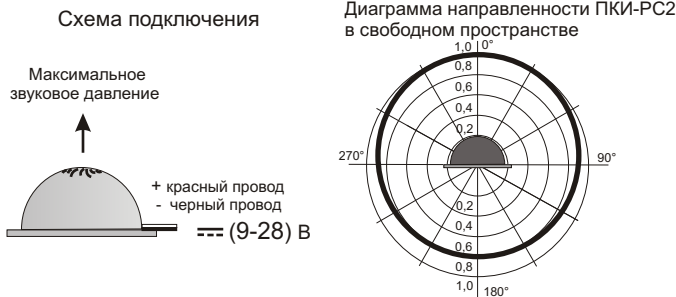 Схема подключения
Максимальное
звуковое давление
+ красный провод
- черный провод
(9-28) В
Диаграмма направленности ПКИ-РС2
в свободном пространстве
1,0 0°
0,8
0,6
0,4
0,2
270°
90°
0,2
0,4
0,6
0,8
1,0 180°